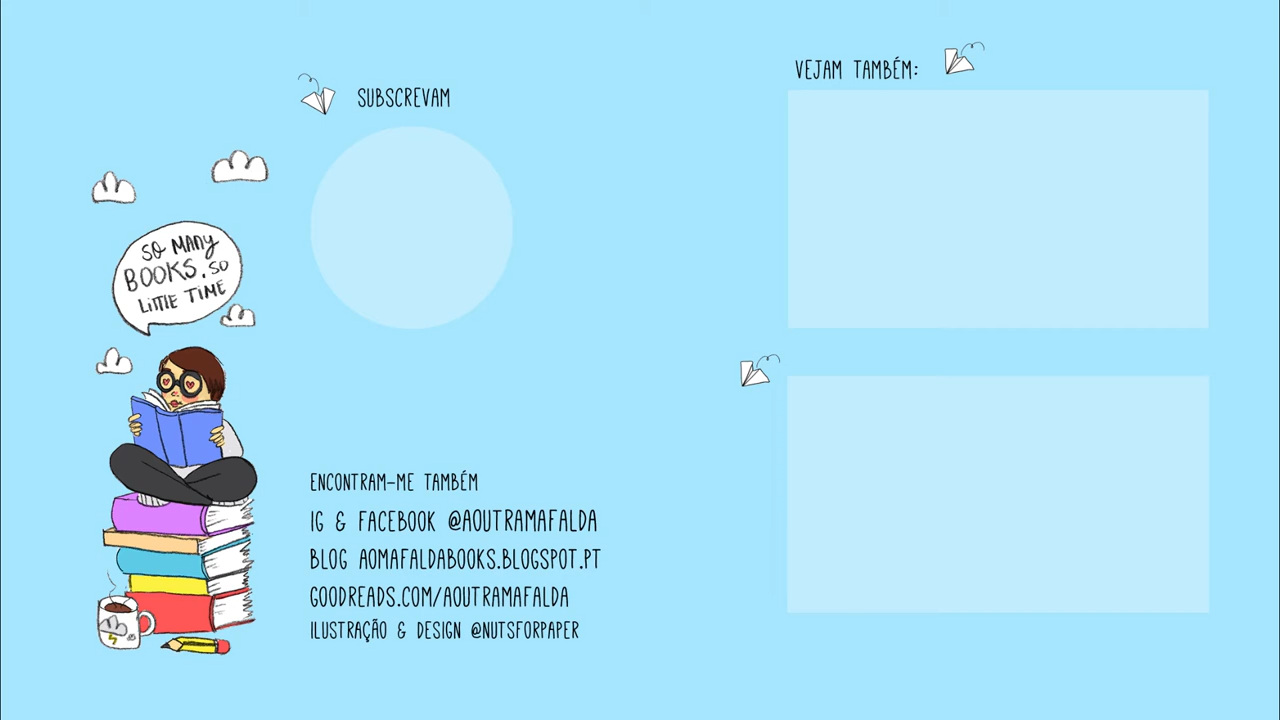 VEJAM TAMBÉM:
SUBSCREVAM
SO MANY
BOOKS, SO
LITTLE TIME
ENCONTRAM-ME TAMBÉM
IG & FACEBOOK @AOUTRAMAFALDA
BLOG AOMAFALDABOOKS.BLOGSPOT.PT
GOODREADS.COM/AOUTRAMAFALDA
ILUSTRAÇÃO & DESIGN @NUTSFORPAPER